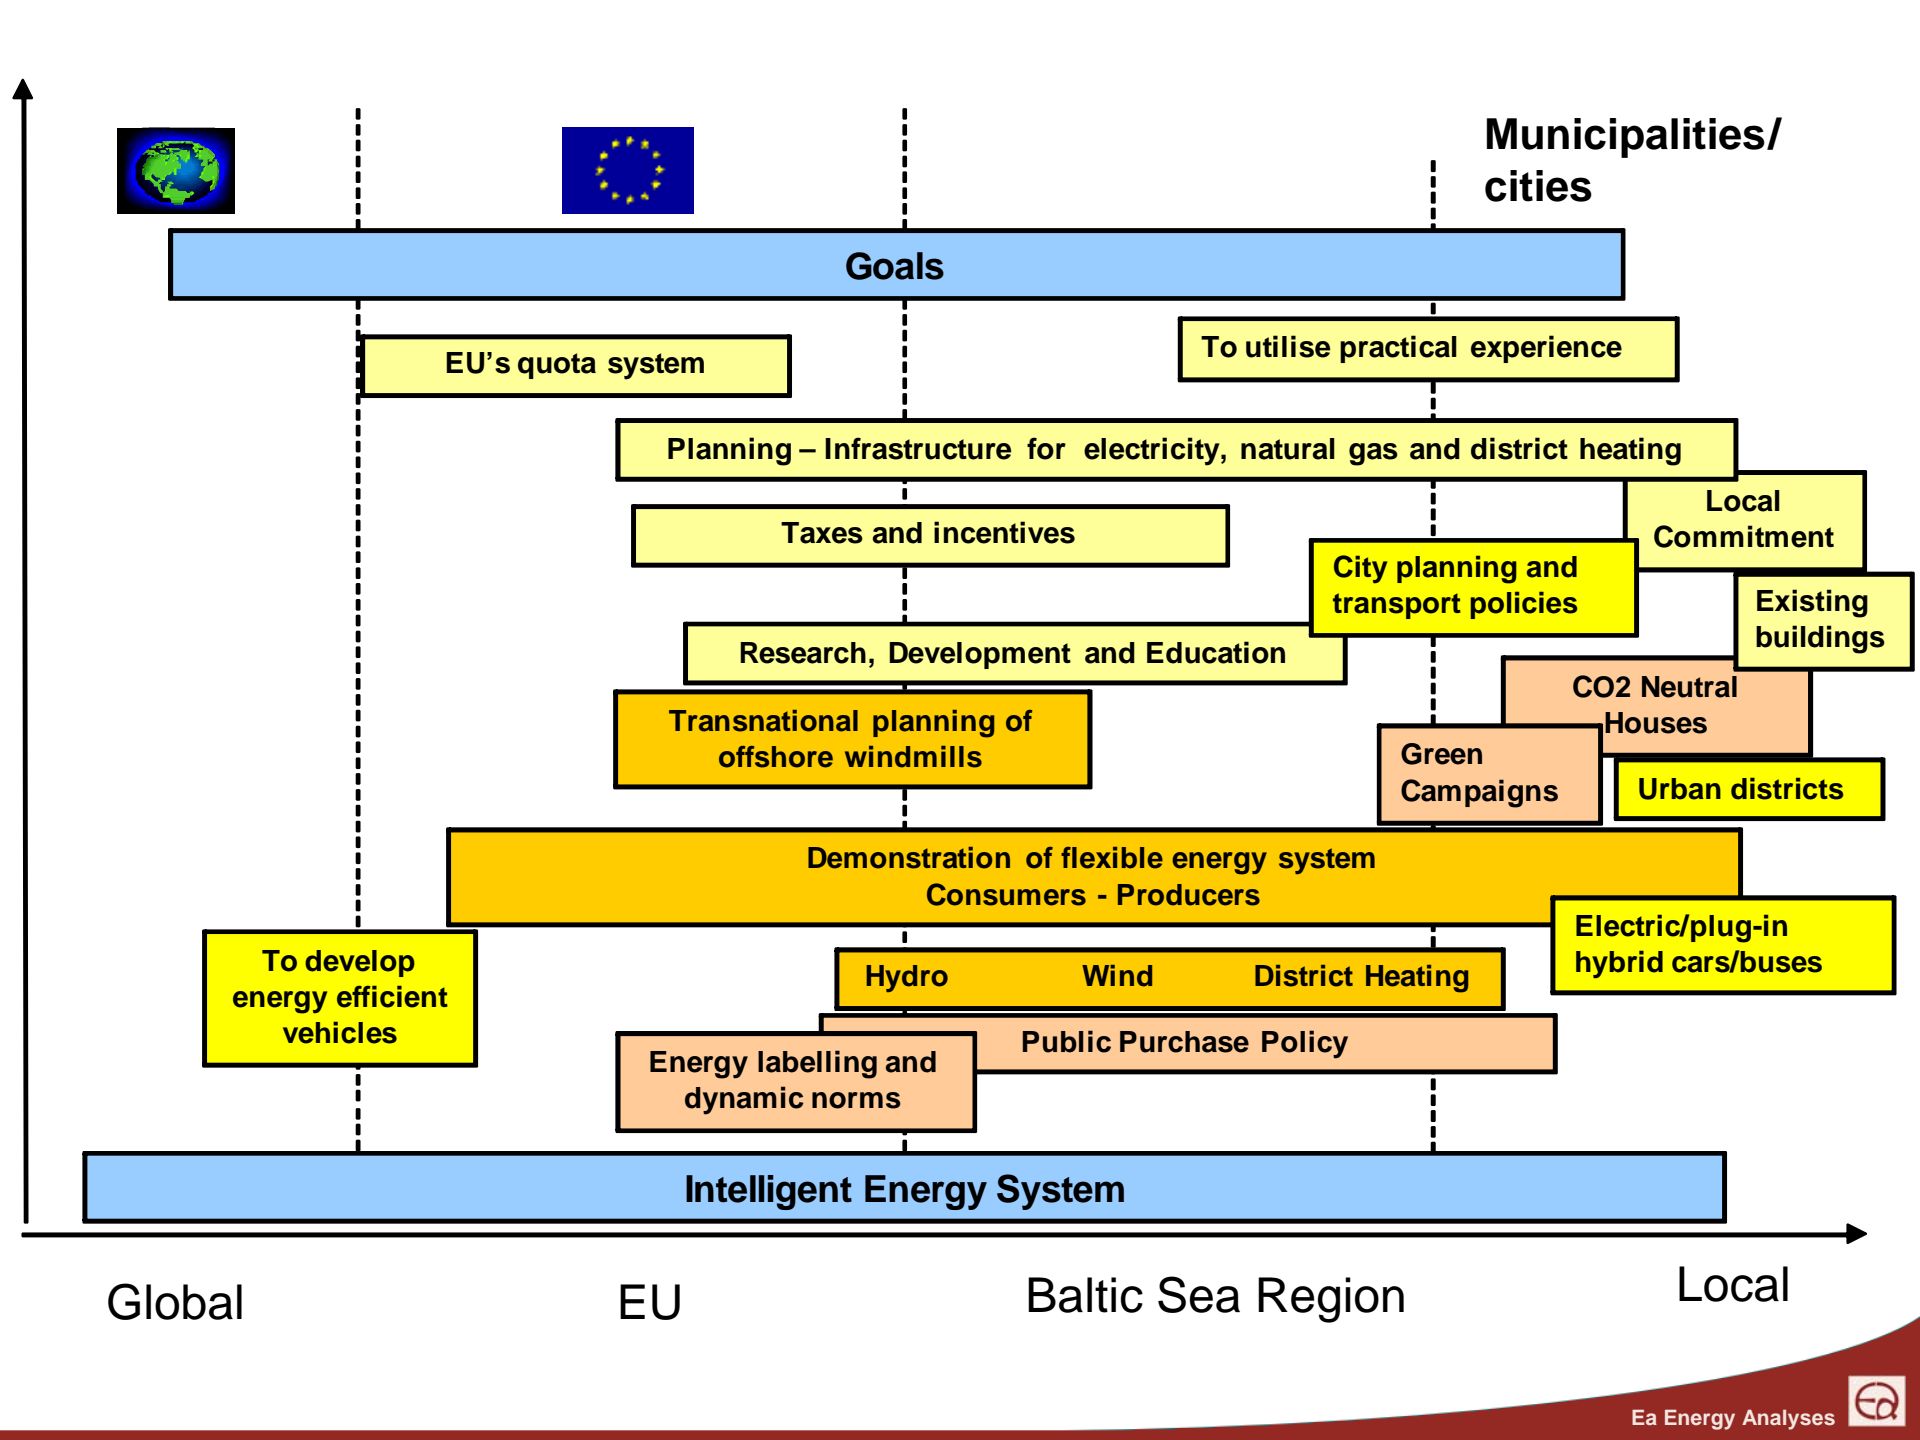 Municipalities/
cities
Goals
EU’s quota system
To utilise practical experience
Planning – Infrastructure for electricity, natural gas and district heating
Local
Commitment
Taxes and incentives
City planning and
transport policies
Existing
buildings
Research, Development and Education
CO2 Neutral
Houses
Transnational planning of
offshore windmills
Green
Campaigns
Urban districts
Demonstration of flexible energy system
Consumers - Producers
Electric/plug-in
hybrid cars/buses
To develop
energy efficient
vehicles
Hydro Wind District Heating
Public Purchase Policy
Energy labelling and
dynamic norms
Intelligent Energy System
Global EU Baltic Sea Region Local
Ea Energy Analyses
Ea